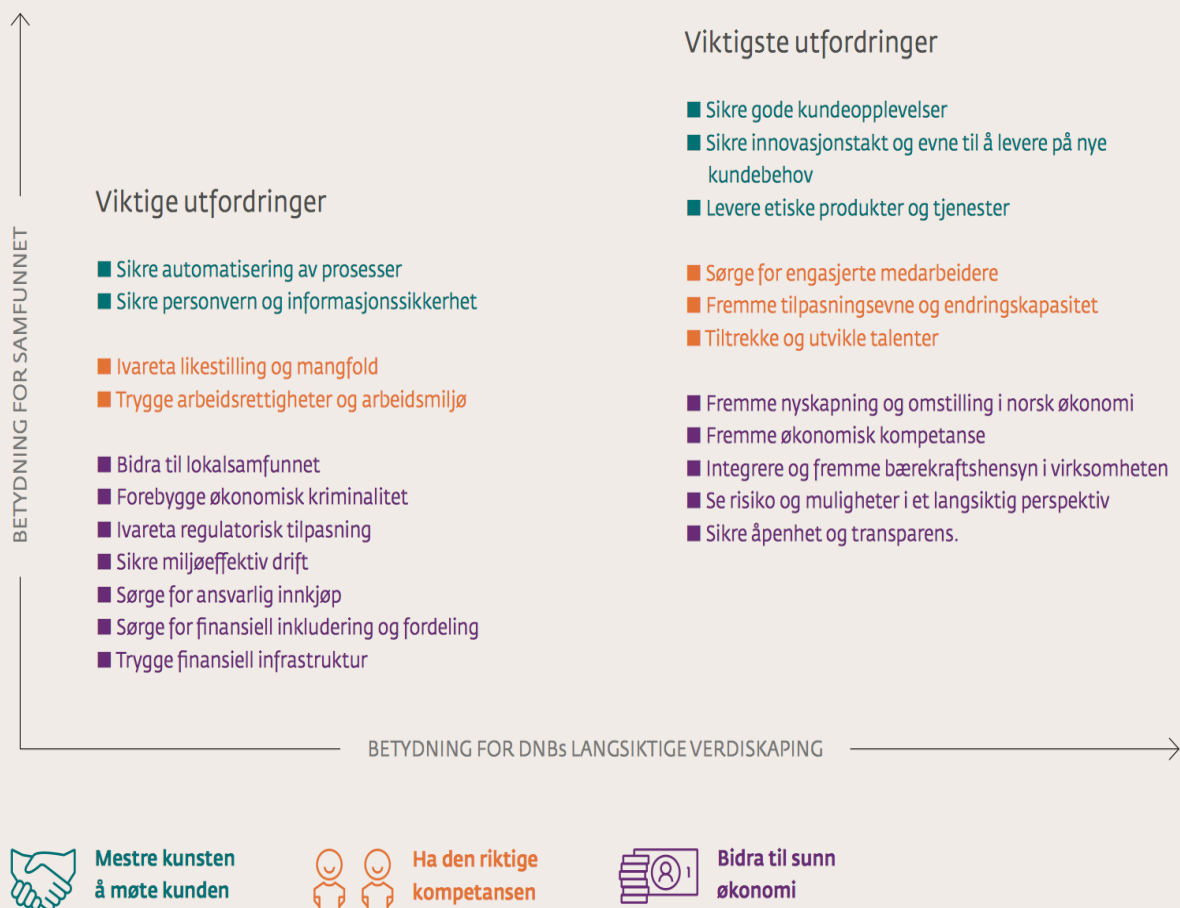 Viktigste utfordringer
■ Sikre gode kundeopplevelser
■ Sikre innovasjonstakt og evne til å levere på nye
kundebehov
■ Levere etiske produkter og tjenester
■ Sørge for engasjerte medarbeidere
■ Fremme tilpasningsevne og endringskapasitet
■ Tiltrekke og utvikle talenter
■ Fremme nyskapning og omstilling i norsk økonomi
■ Fremme økonomisk kompetanse
■ Integrere og fremme bærekraftshensyn i virksomheten
■ Se risiko og muligheter i et langsiktig perspektiv
■ Sikre åpenhet og transparens.
Viktige utfordringer
■ Sikre automatisering av prosesser
■ Sikre personvern og informasjonssikkerhet
■ Ivareta likestilling og mangfold
■ Trygge arbeidsrettigheter og arbeidsmiljø
■ Bidra til lokalsamfunnet
■ Forebygge økonomisk kriminalitet
■ Ivareta regulatorisk tilpasning
■ Sikre miljøeffektiv drift
■ Sørge for ansvarlig innkjøp
■ Sørge for finansiell inkludering og fordeling
■ Trygge finansiell infrastruktur
BETYDNING FOR SAMFUNNET
BETYDNING FOR DNBs LANGSIKTIGE VERDISKAPING
Mestre kunsten
å møte kunden
Ha den riktige
kompetansen
1
Bidra til sunn
økonomi